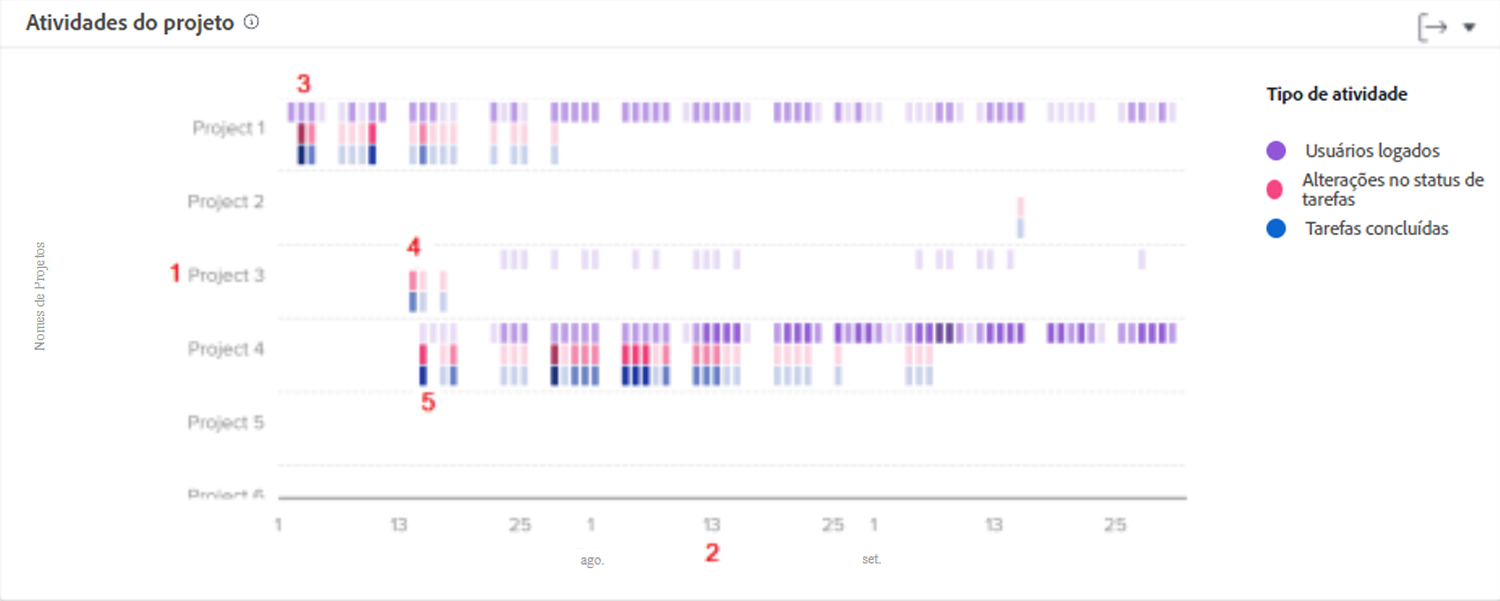 Atividades do projeto
3
Tipo de atividade
Project 1
Usuários logados
Alterações no status de
tarefas
Project 2
Tarefas concluídas
4
Nomes de Projetos
1 Project 3
Project 4
5
Project 5
Project 6
1 13 25 1 13 25 1 13 25
ago. 2 set.